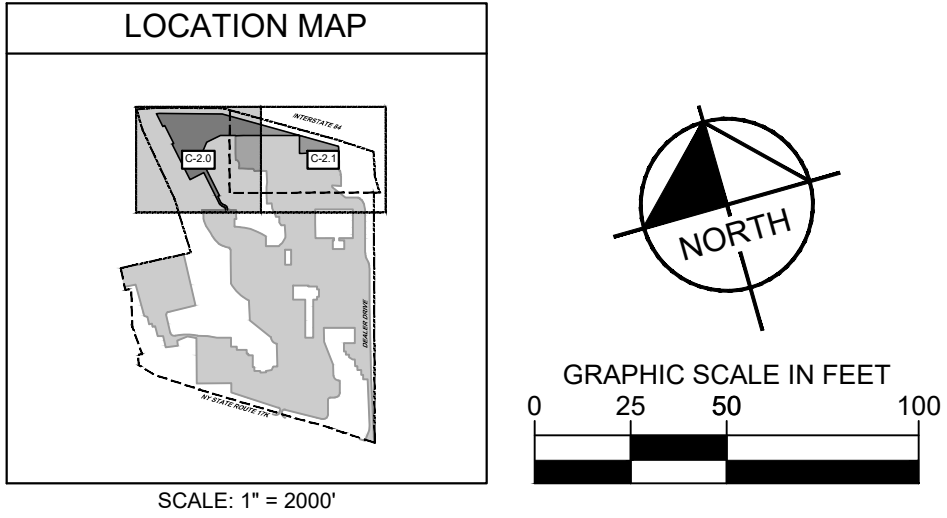 LOCATION MAP
INTERSTATE 84
C-2.0
C-2.1
DEALER DRIVE
NY STATE ROUTE 17K
SCALE: 1" = 2000'
NORTH
GRAPHIC SCALE IN FEET
0 25 50 100